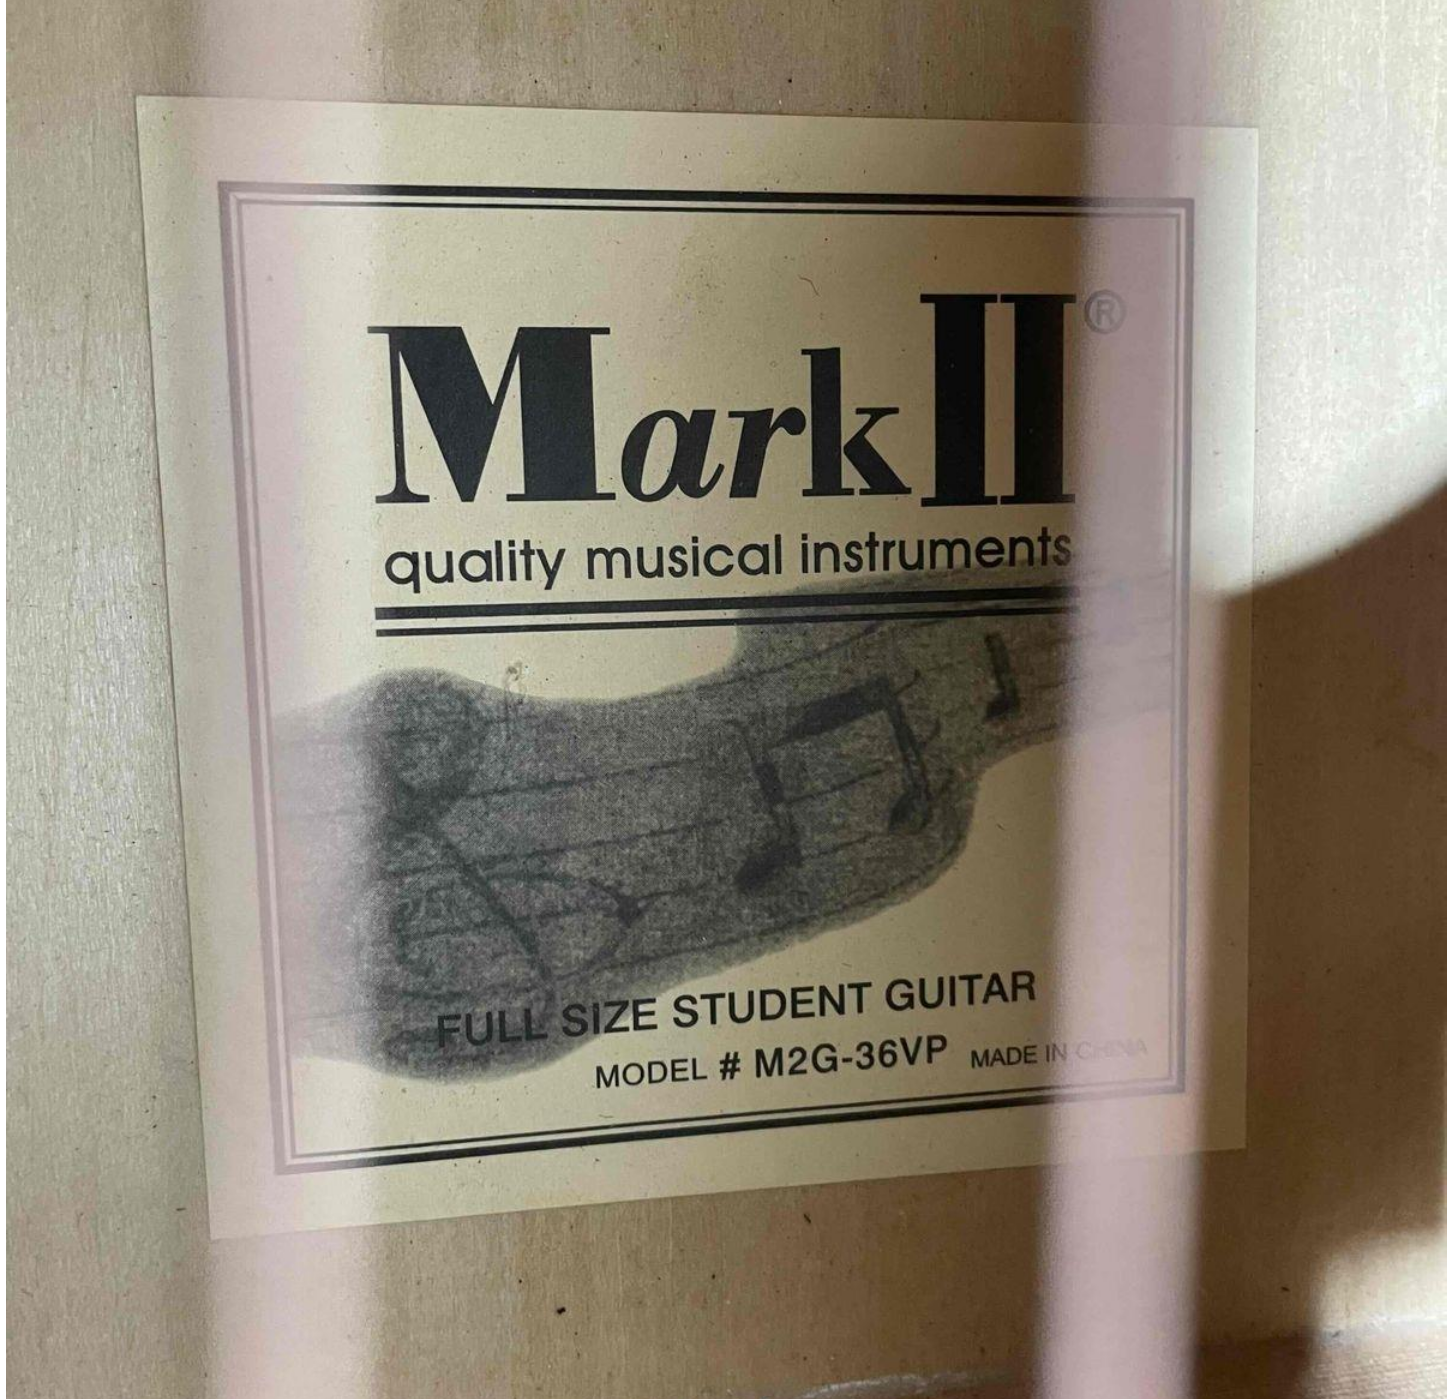 Mark II®
quality musical instruments
FULL SIZE STUDENT GUITAR
MODEL # M2G-36VP MADE IN CHINA